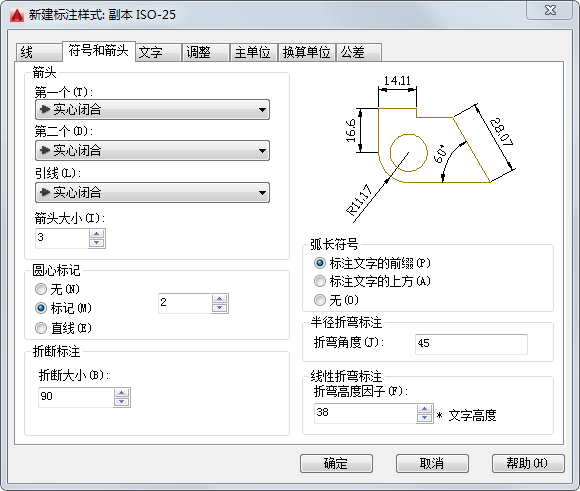 新建标注样式: 副本 ISO-25
线 符号和箭头 文字 调整 主单位 换算单位 公差
箭头
第一个(T):
实心闭合
第二个(D):
实心闭合
引线(L):
实心闭合
箭头大小(I):
3
圆心标记
无(N)
标记(M)
2
直线(E)
折断标注
折断大小(B):
90
14.11
16.6
28.07
60°
R11.17
弧长符号
标注文字的前缀(P)
标注文字的上方(A)
无(O)
半径折弯标注
折弯角度(J):
45
线性折弯标注
折弯高度因子(F):
38
* 文字高度
确定 取消 帮助(H)